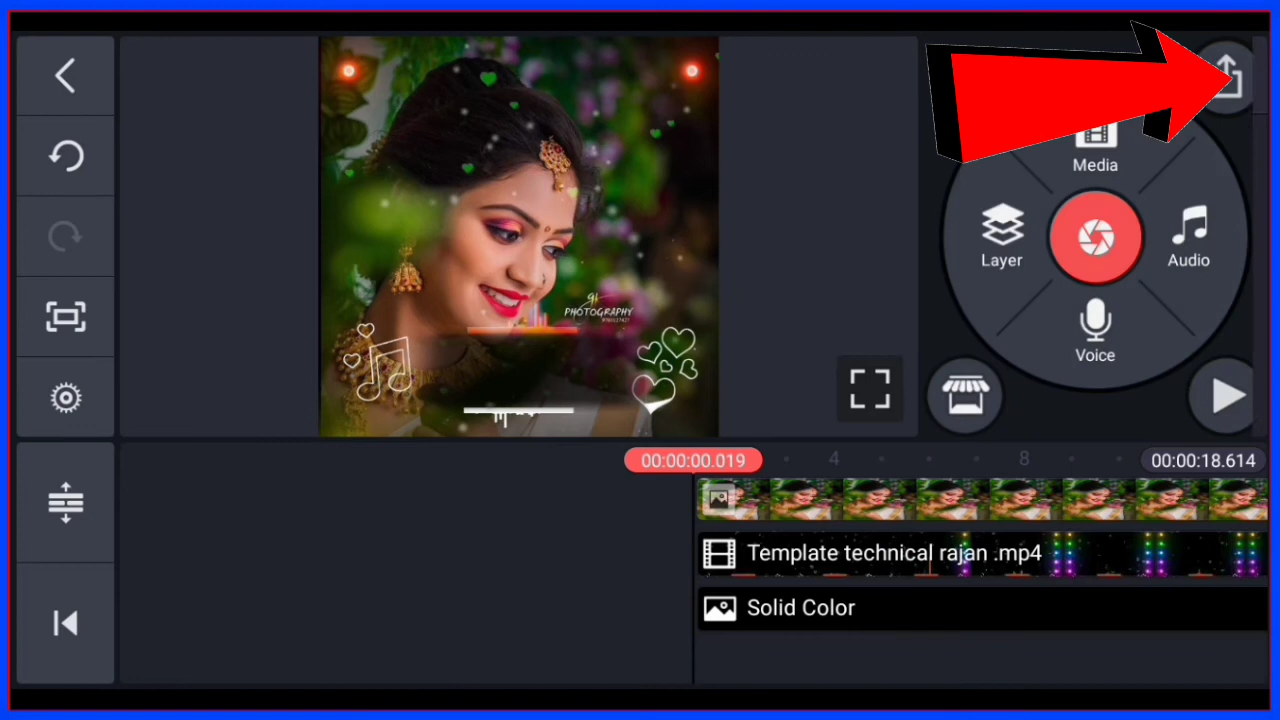 Media
Layer
Audio
Voice
PHOTOGRAPHY
00:00:00.019
4
8
00:00:18.614
Template technical rajan .mp4
Solid Color